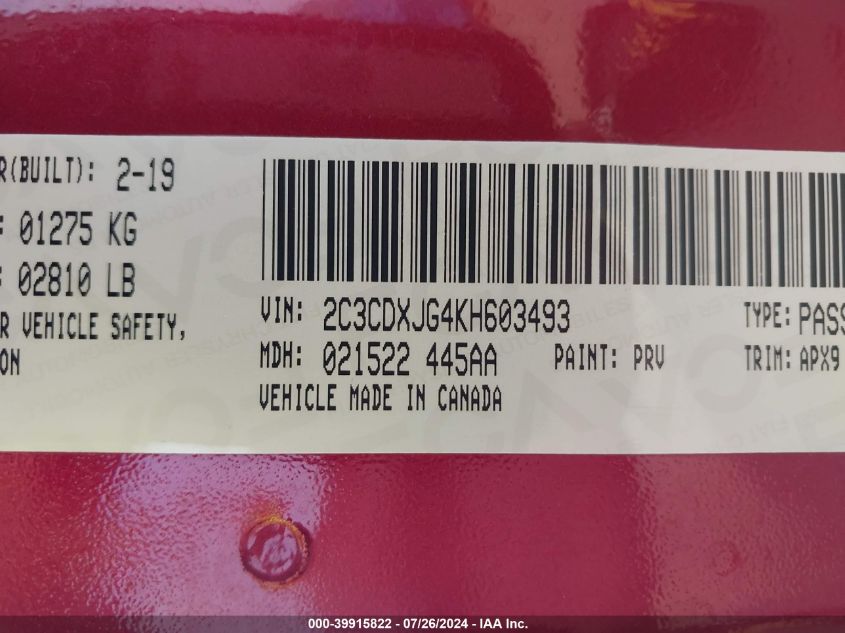 R(BUILT): 2-19
: 01275 KG
: 02810 LB
R VEHICLE SAFETY,
ON
VIN: 2C3CDXJG4KH603493
TYPE: PASS
MDH: 021522 445AA PAINT: PRV TRIM: APX9
VEHICLE MADE IN CANADA
000-39915822 - 07/26/2024 - IAA Inc.